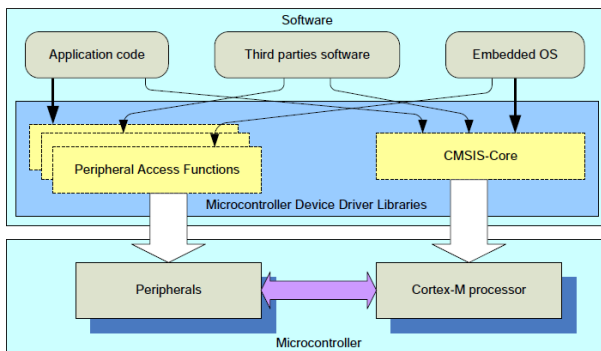 Software
Application code
Third parties software
Embedded OS
Peripheral Access Functions
CMSIS-Core
Microcontroller Device Driver Libraries
Peripherals
Cortex-M processor
Microcontroller